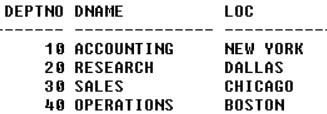 DEPTNO DNAME LOC
------- -------------- -------------
10 ACCOUNTING NEW YORK
20 RESEARCH DALLAS
30 SALES CHICAGO
40 OPERATIONS BOSTON